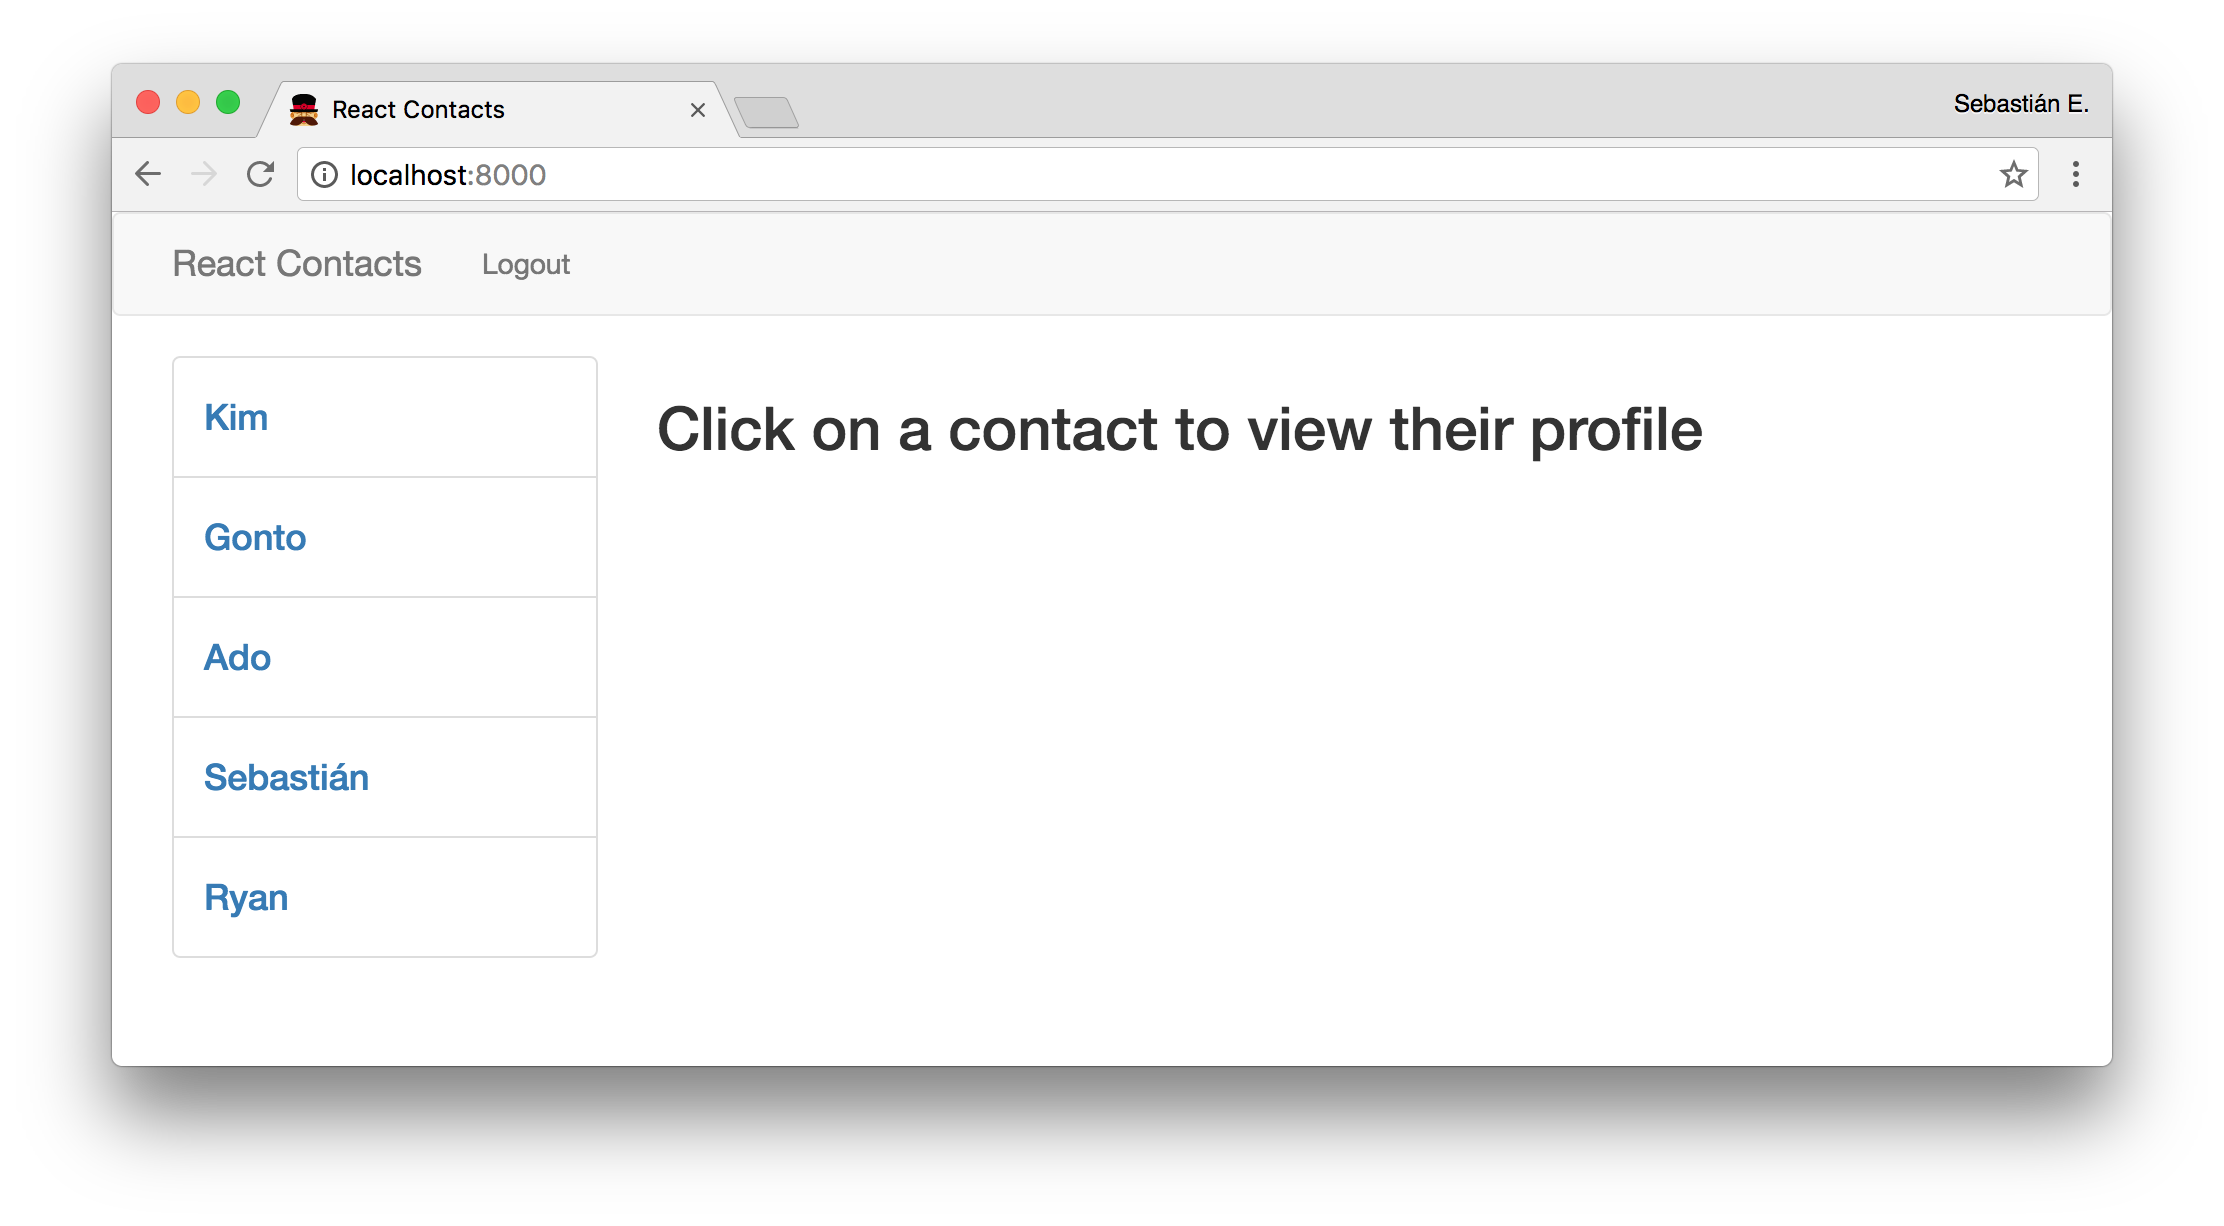 React Contacts
Sebastián E.
localhost:8000
React Contacts Logout
Kim
Gonto
Ado
Sebastián
Ryan
Click on a contact to view their profile